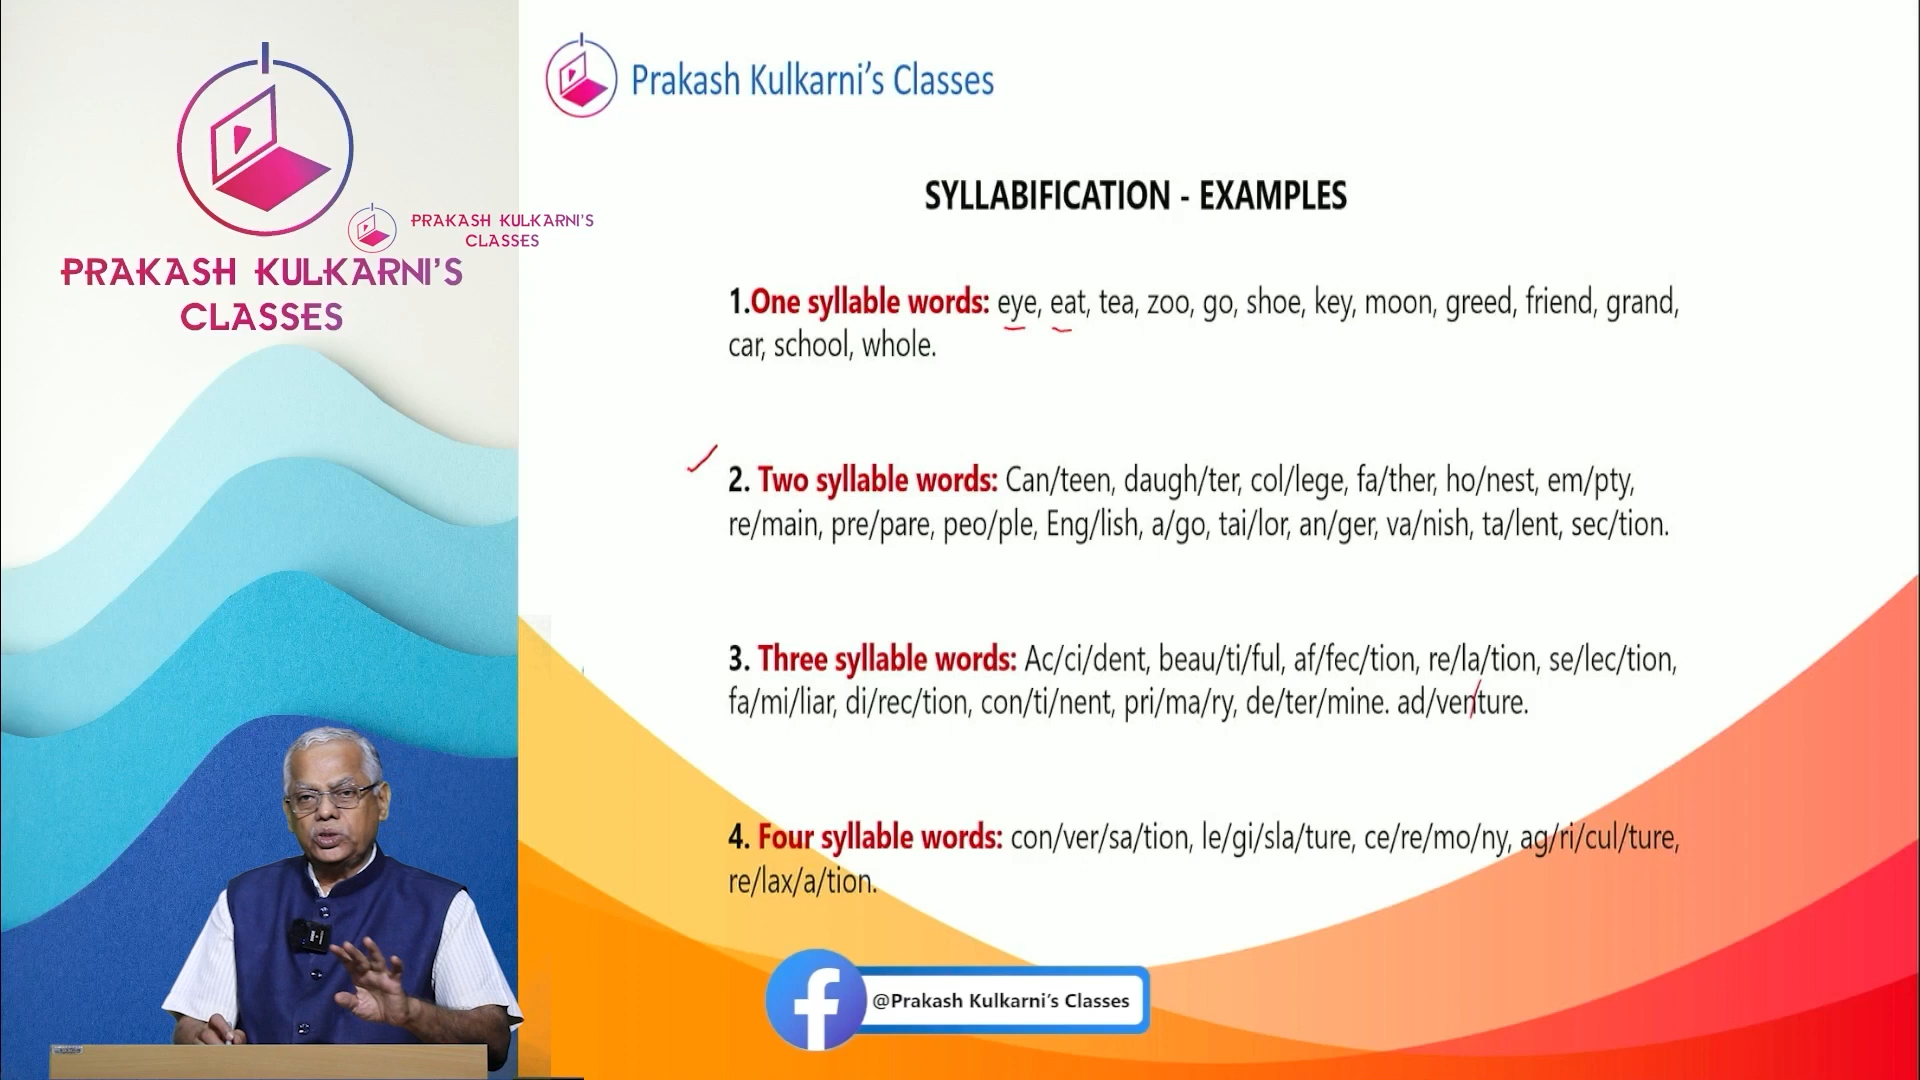 PRAKASH KULKARNI'S
CLASSES
PRAKASH KULKARNI'S
CLASSES
Prakash Kulkarni's Classes
SYLLABIFICATION - EXAMPLES
1.One syllable words: eye, eat, tea, zoo, go, shoe, key, moon, greed, friend, grand,
car, school, whole.
2. Two syllable words: Can/teen, daugh/ter, col/lege, fa/ther, ho/nest, em/pty,
re/main, pre/pare, peo/ple, Eng/lish, a/go, tai/lor, an/ger, va/nish, ta/lent, sec/tion.
3. Three syllable words: Ac/ci/dent, beau/ti/ful, af/fec/tion, re/la/tion, se/lec/tion,
fa/mi/liar, di/rec/tion, con/ti/nent, pri/ma/ry, de/ter/mine. ad/ven/ture.
4. Four syllable words: con/ver/sa/tion, le/gi/sla/ture, ce/re/mo/ny, ag/ri/cul/ture,
re/lax/a/tion.
@Prakash Kulkarni's Classes